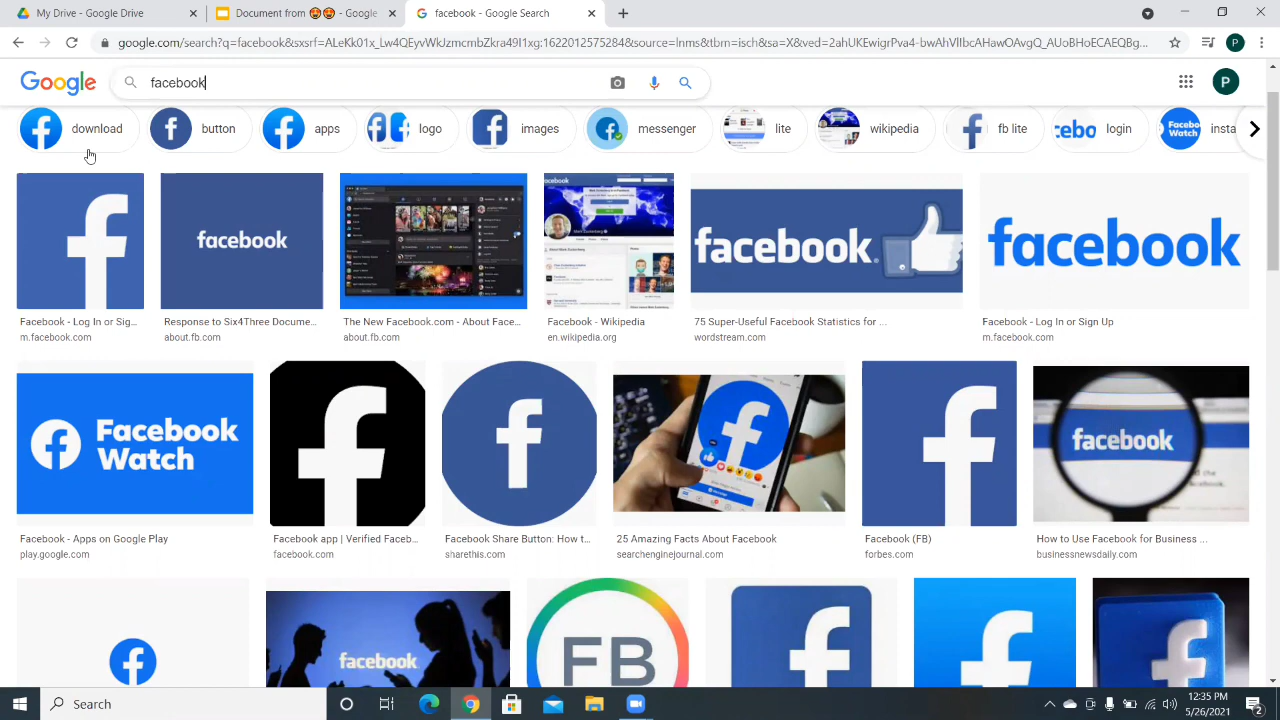 My Drive - Google Drive
Document from - Google
facebook - Google Search
google.com/search?q=facebook&sxsrf=ALeKk01x_Lw4QEyvWkJzmcmbZkra49I1xg:1622012575284&source=lnms&tbm=isch&sa=X&ved=2ahUKEwigrPva4-bwAhVlIbcAHawOAvgQ_AUoBHoECAEQBg...
P
Google
facebook
P
download
button
apps
logo
images
messenger
lite
wikipedia
fb lite
cebo
login
Facebo
Watch
insta
facebook
facebook
facebook.
facebook
Facebook - Log In or Sig...
Response to Six4Three Docume...
The New Facebook.com - About Face...
Facebook - Wikipedia
75 Super-Useful Facebook Statistics for ...
Facebook - Log In or Sign Up
m.facebook.com
about.fb.com
about.fb.com
en.wikipedia.org
wordstream.com
m.facebook.com
Facebook
Watch
facebook
Facebook - Apps on Google Play
Facebook app | Verified Faceb...
Facebook Share Button: How t...
25 Amazing Facts About Facebook
Facebook (FB)
How to Use Facebook for Business ...
play.google.com
facebook.com
sharethis.com
searchenginejournal.com
forbes.com
businessnewsdaily.com
facebook
FB
Search
12:35 PM
5/26/2021
2